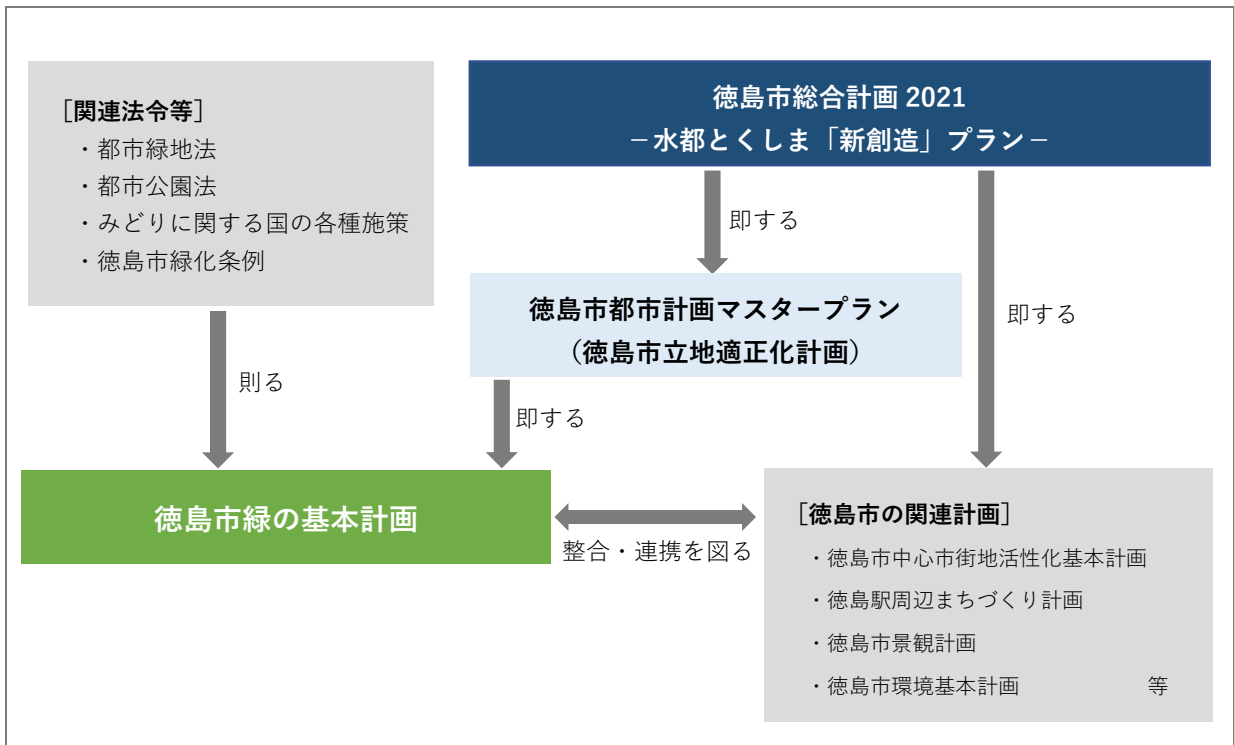 [関連法令等]
・都市緑地法
・都市公園法
・みどりに関する国の各種施策
・徳島市緑化条例
徳島市総合計画 2021
－水都とくしま「新創造」プラン－
即する
徳島市都市計画マスタープラン
（徳島市立地適正化計画）
即する
則る
即する
徳島市緑の基本計画
整合・連携を図る
[徳島市の関連計画]
・徳島市中心市街地活性化基本計画
・徳島駅周辺まちづくり計画
・徳島市景観計画
・徳島市環境基本計画 等